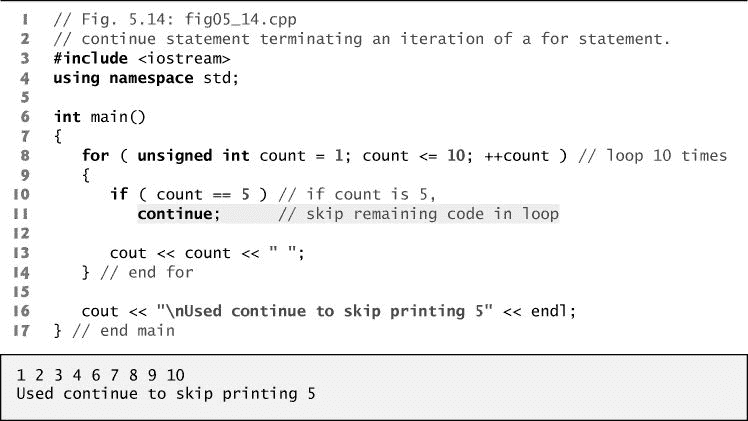 1 // Fig. 5.14: fig05_14.cpp
2 // continue statement terminating an iteration of a for statement.
3 #include <iostream>
4 using namespace std;
5
6 int main()
7 {
8    for ( unsigned int count = 1; count <= 10; ++count ) // loop 10 times
9    {
10       if ( count == 5 ) // if count is 5,
11          continue;      // skip remaining code in loop
12
13       cout << count << " ";
14    } // end for
15
16    cout << "\nUsed continue to skip printing 5" << endl;
17 } // end main
1 2 3 4 6 7 8 9 10
Used continue to skip printing 5